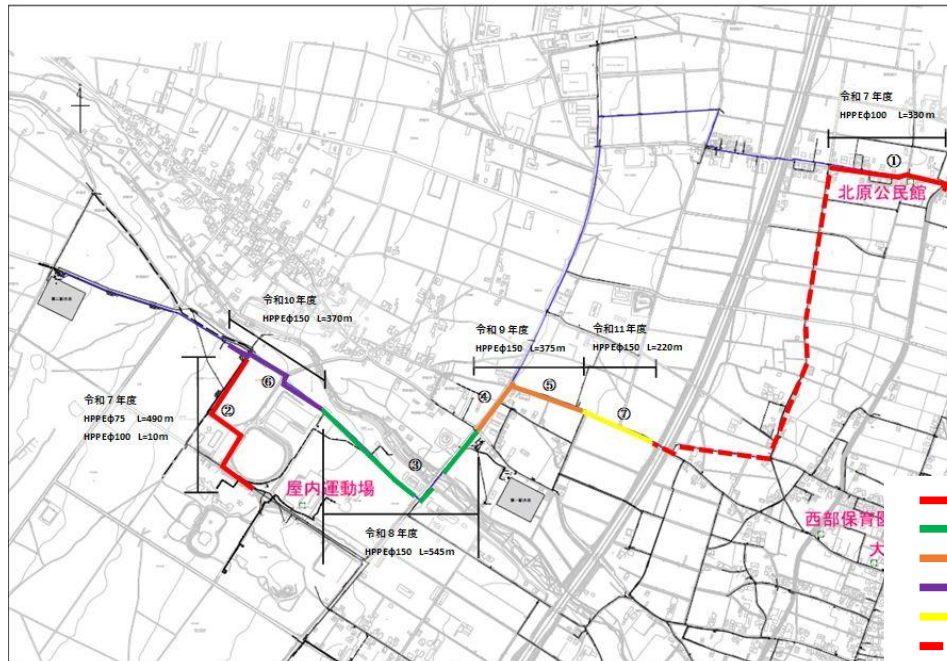 令和7年度
HPPEφ100 L=330m
①
北原公民館
令和10年度
HPPEφ150 L=370m
令和9年度
HPPEφ150 L=375m
令和11年度
HPPEφ150 L=220m
⑥
④
⑤
令和7年度
HPPEφ75 L=490m
HPPEφ100 L=10m
②
⑦
③
屋内運動場
西部保育園
大
令和8年度
HPPEφ150 L=545m